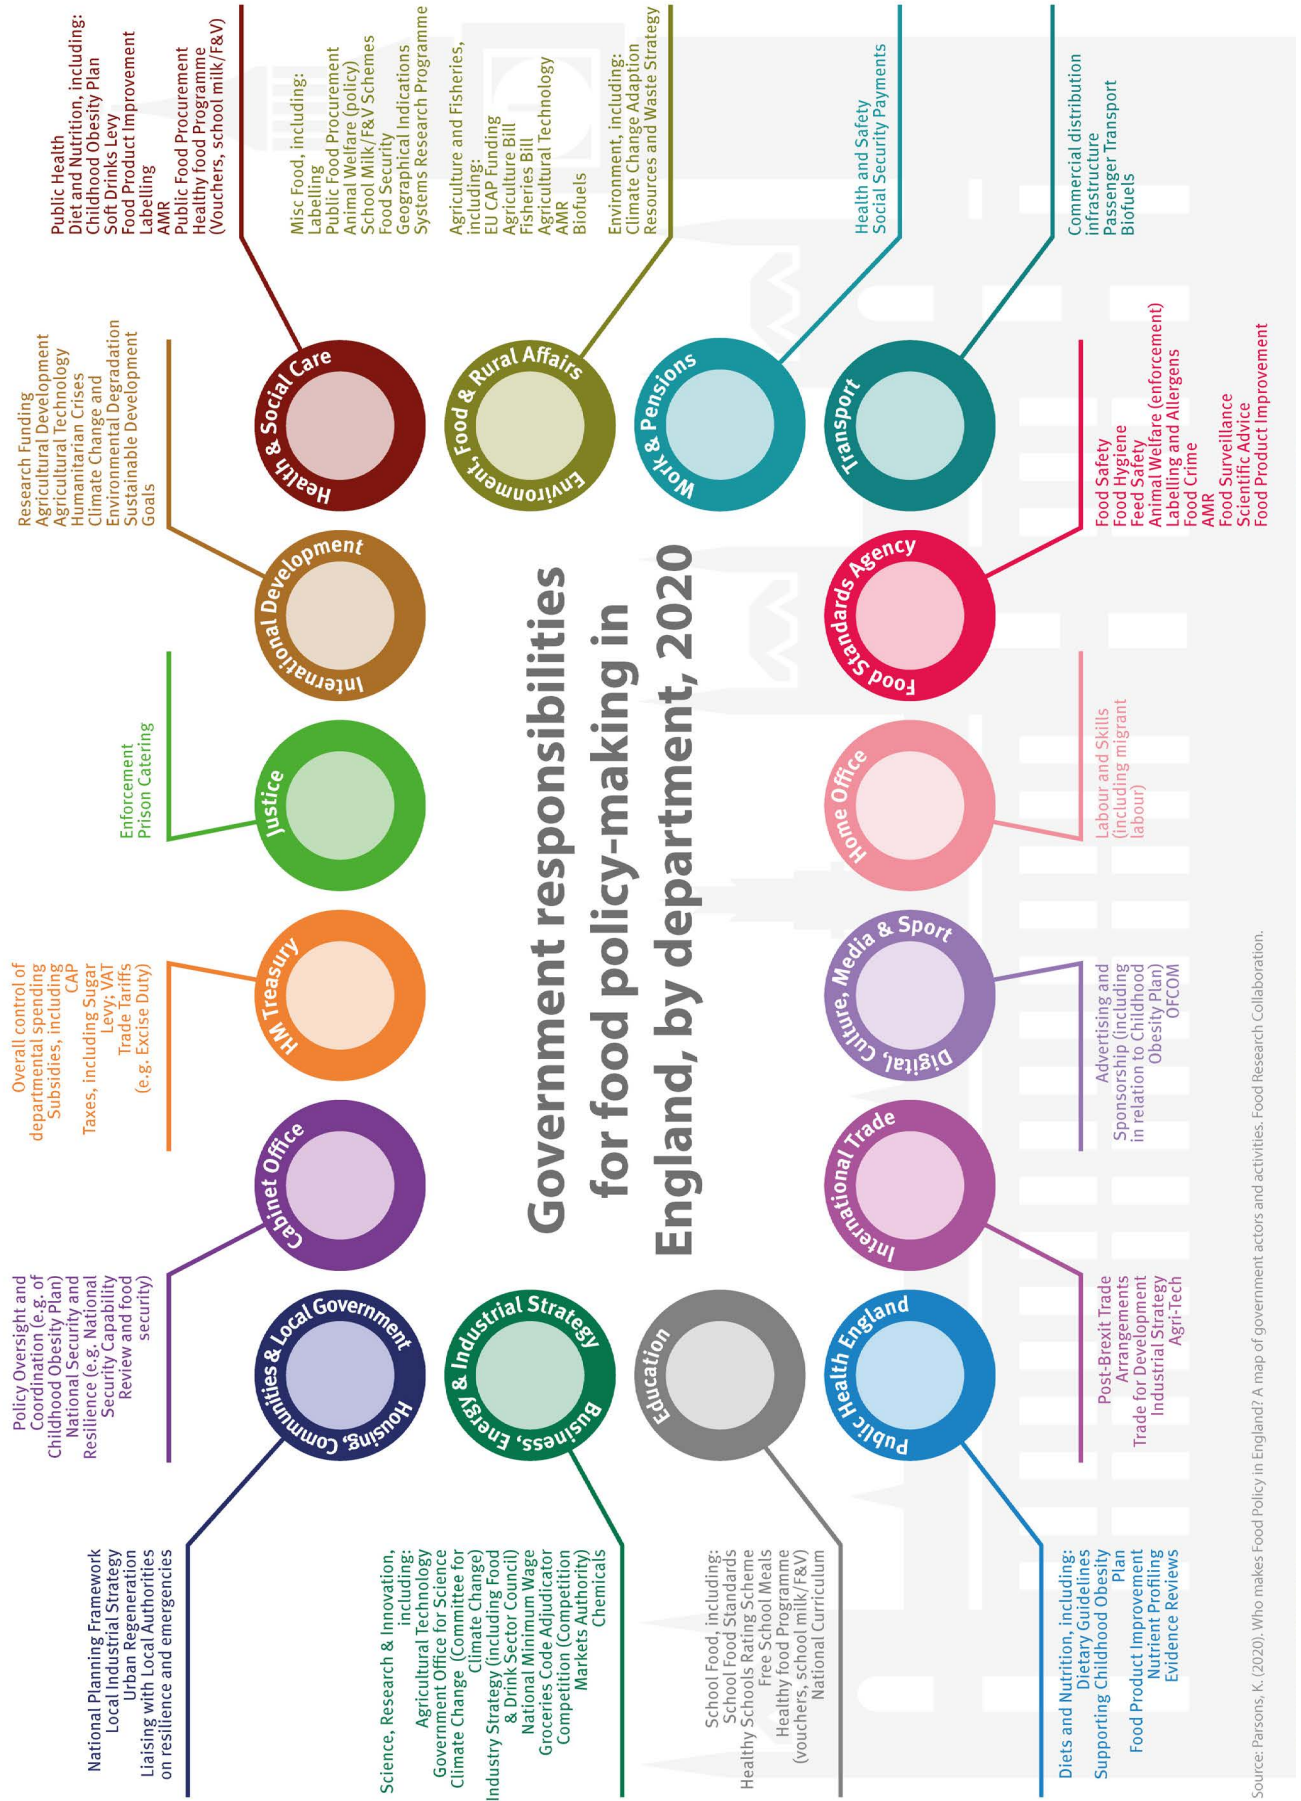 Government responsibilities
for food policy-making in
England, by department, 2020
Housing, Communities & Local Government
National Planning Framework
Local Industrial Strategy
Urban Regeneration
Liaising with Local Authorities
on resilience and emergencies
Cabinet Office
Policy Oversight and
Coordination (e.g. of
Childhood Obesity Plan)
National Security and
Resilience (e.g. National
Security Capability
Review and food
security)
HM Treasury
Overall control of
departmental spending
Subsidies, including
CAP
Taxes, including Sugar
Levy; VAT
Trade Tariffs
(e.g. Excise Duty)
Justice
Enforcement
Prison Catering
International Development
Research Funding
Agricultural Development
Agricultural Technology
Humanitarian Crises
Climate Change and
Environmental Degradation
Sustainable Development
Goals
Health & Social Care
Public Health
Diet and Nutrition, including:
Childhood Obesity Plan
Soft Drinks Levy
Food Product Improvement
Labelling
AMR
Public Food Procurement
Healthy food Programme
(Vouchers, school milk/F&V)
Environment, Food & Rural Affairs
Misc Food, including:
Labelling
Public Food Procurement
Animal Welfare (policy)
School Milk/F&V Schemes
Food Security
Geographical Indications
Systems Research Programme
Agriculture and Fisheries,
including:
EU CAP Funding
Agriculture Bill
Fisheries Bill
Agricultural Technology
AMR
Biofuels
Environment, including:
Climate Change Adaption
Resources and Waste Strategy
Work & Pensions
Health and Safety
Social Security Payments
Transport
Commercial distribution
infrastructure
Passenger Transport
Biofuels
Food Standards Agency
Food Safety
Food Hygiene
Feed Safety
Animal Welfare (enforcement)
Labelling and Allergens
Food Crime
AMR
Food Surveillance
Scientific Advice
Food Product Improvement
Home Office
Labour and Skills
(including migrant
labour)
Digital, Culture, Media & Sport
Advertising and
Sponsorship (including
in relation to Childhood
Obesity Plan)
OFCOM
International Trade
Post-Brexit Trade
Arrangements
Trade for Development
Industrial Strategy
Agri-Tech
Public Health England
Diets and Nutrition, including:
Dietary Guidelines
Supporting Childhood Obesity
Plan
Food Product Improvement
Nutrient Profiling
Evidence Reviews
Education
School Food, including:
School Food Standards
Healthy Schools Rating Scheme
Free School Meals
Healthy food Programme
(vouchers, school milk/F&V)
National Curriculum
Business, Energy & Industrial Strategy
Science, Research & Innovation,
including:
Agricultural Technology
Government Office for Science
Climate Change (Committee for
Climate Change)
Industry Strategy (including Food
& Drink Sector Council)
National Minimum Wage
Groceries Code Adjudicator
Competition (Competition
Markets Authority)
Chemicals
Source: Parsons, K. (2020). Who makes Food Policy in England? A map of government actors and activities. Food Research Collaboration.